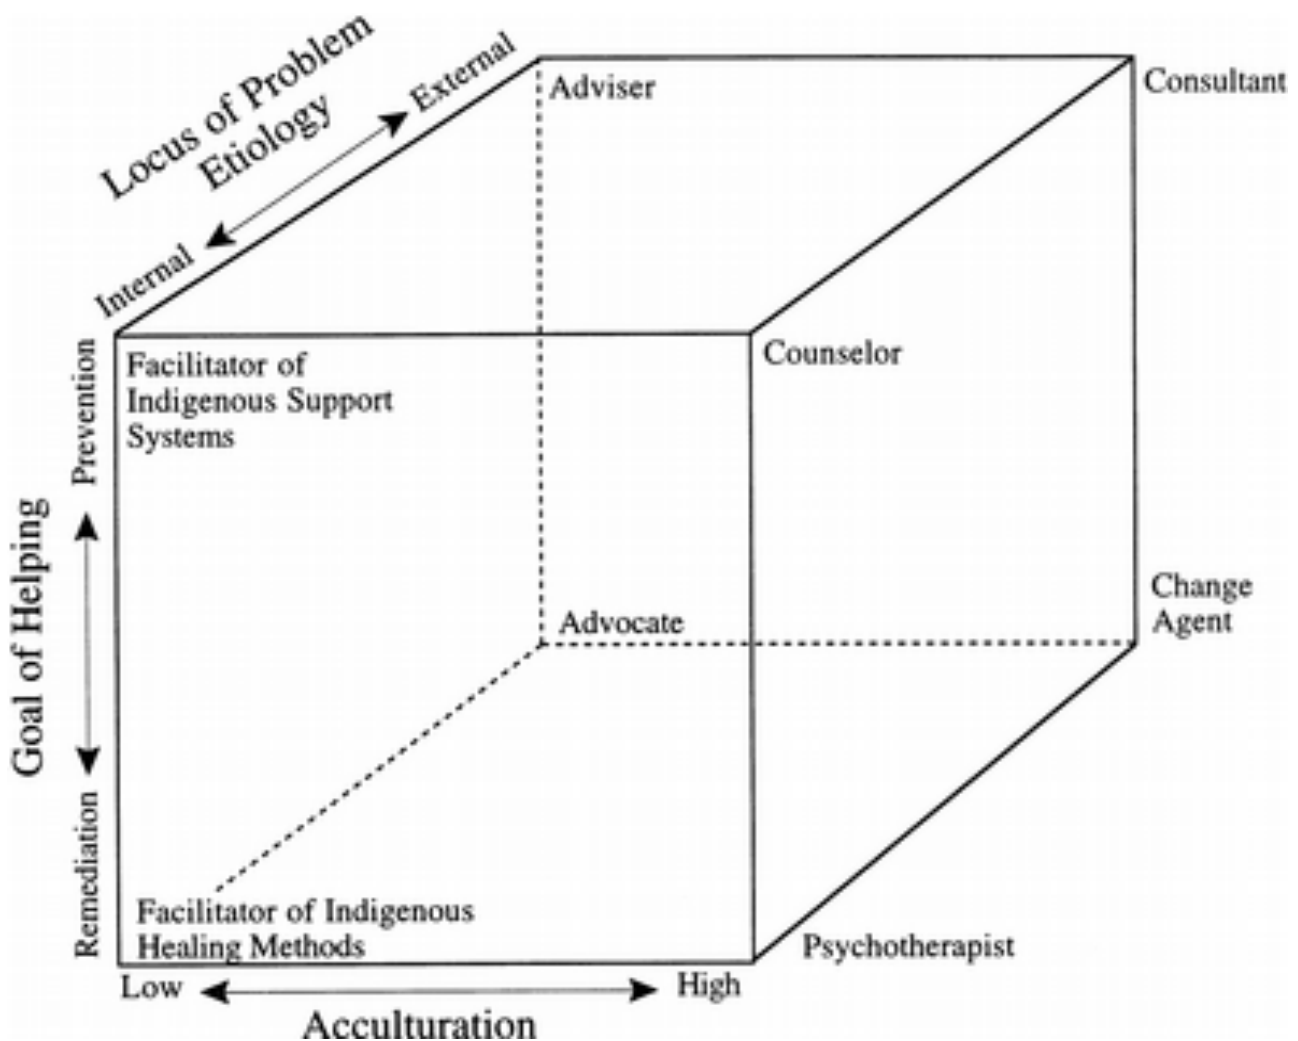 Locus of Problem
Etiology
Internal
External
Adviser
Consultant
Facilitator of
Indigenous Support
Systems
Counselor
Prevention
Goal of Helping
Remediation
Advocate
Change
Agent
Facilitator of Indigenous
Healing Methods
Psychotherapist
Low
High
Acculturation